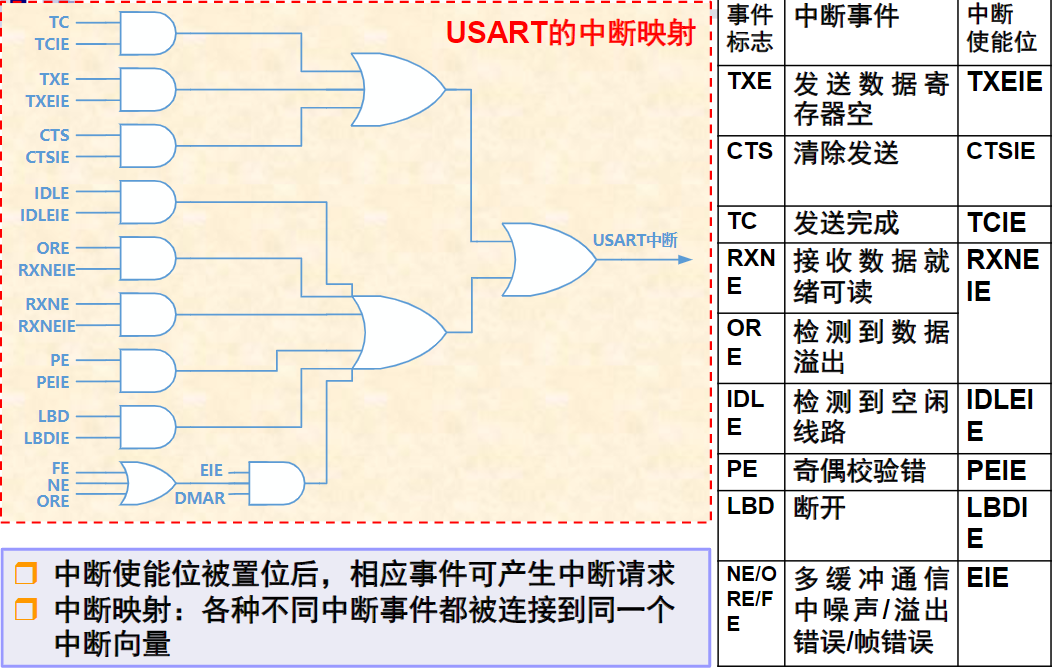 USART的中断映射
TC
TCIE
TXE
TXEIE
CTS
CTSIE
IDLE
IDLEIE
ORE
RXNEIE
RXNE
RXNEIE
PE
PEIE
LBD
LBDIE
FE
NE
ORE
EIE
DMAR
USART中断
中断使能位被置位后，相应事件可产生中断请求
中断映射：各种不同中断事件都被连接到同一个
中断向量
事件
标志
中断事件
中断
使能位
TXE
发送数据寄
存器空
TXEIE
CTS
清除发送
CTSIE
TC
发送完成
TCIE
RXN
E
接收数据就
绪可读
RXNE
IE
OR
E
检测到数据
溢出
IDL
E
检测到空闲
线路
IDLEI
E
PE
奇偶校验错
PEIE
LBD
断开
LBDI
E
NE/O
RE/F
E
多缓冲通信
中噪声/溢出
错误/帧错误
EIE